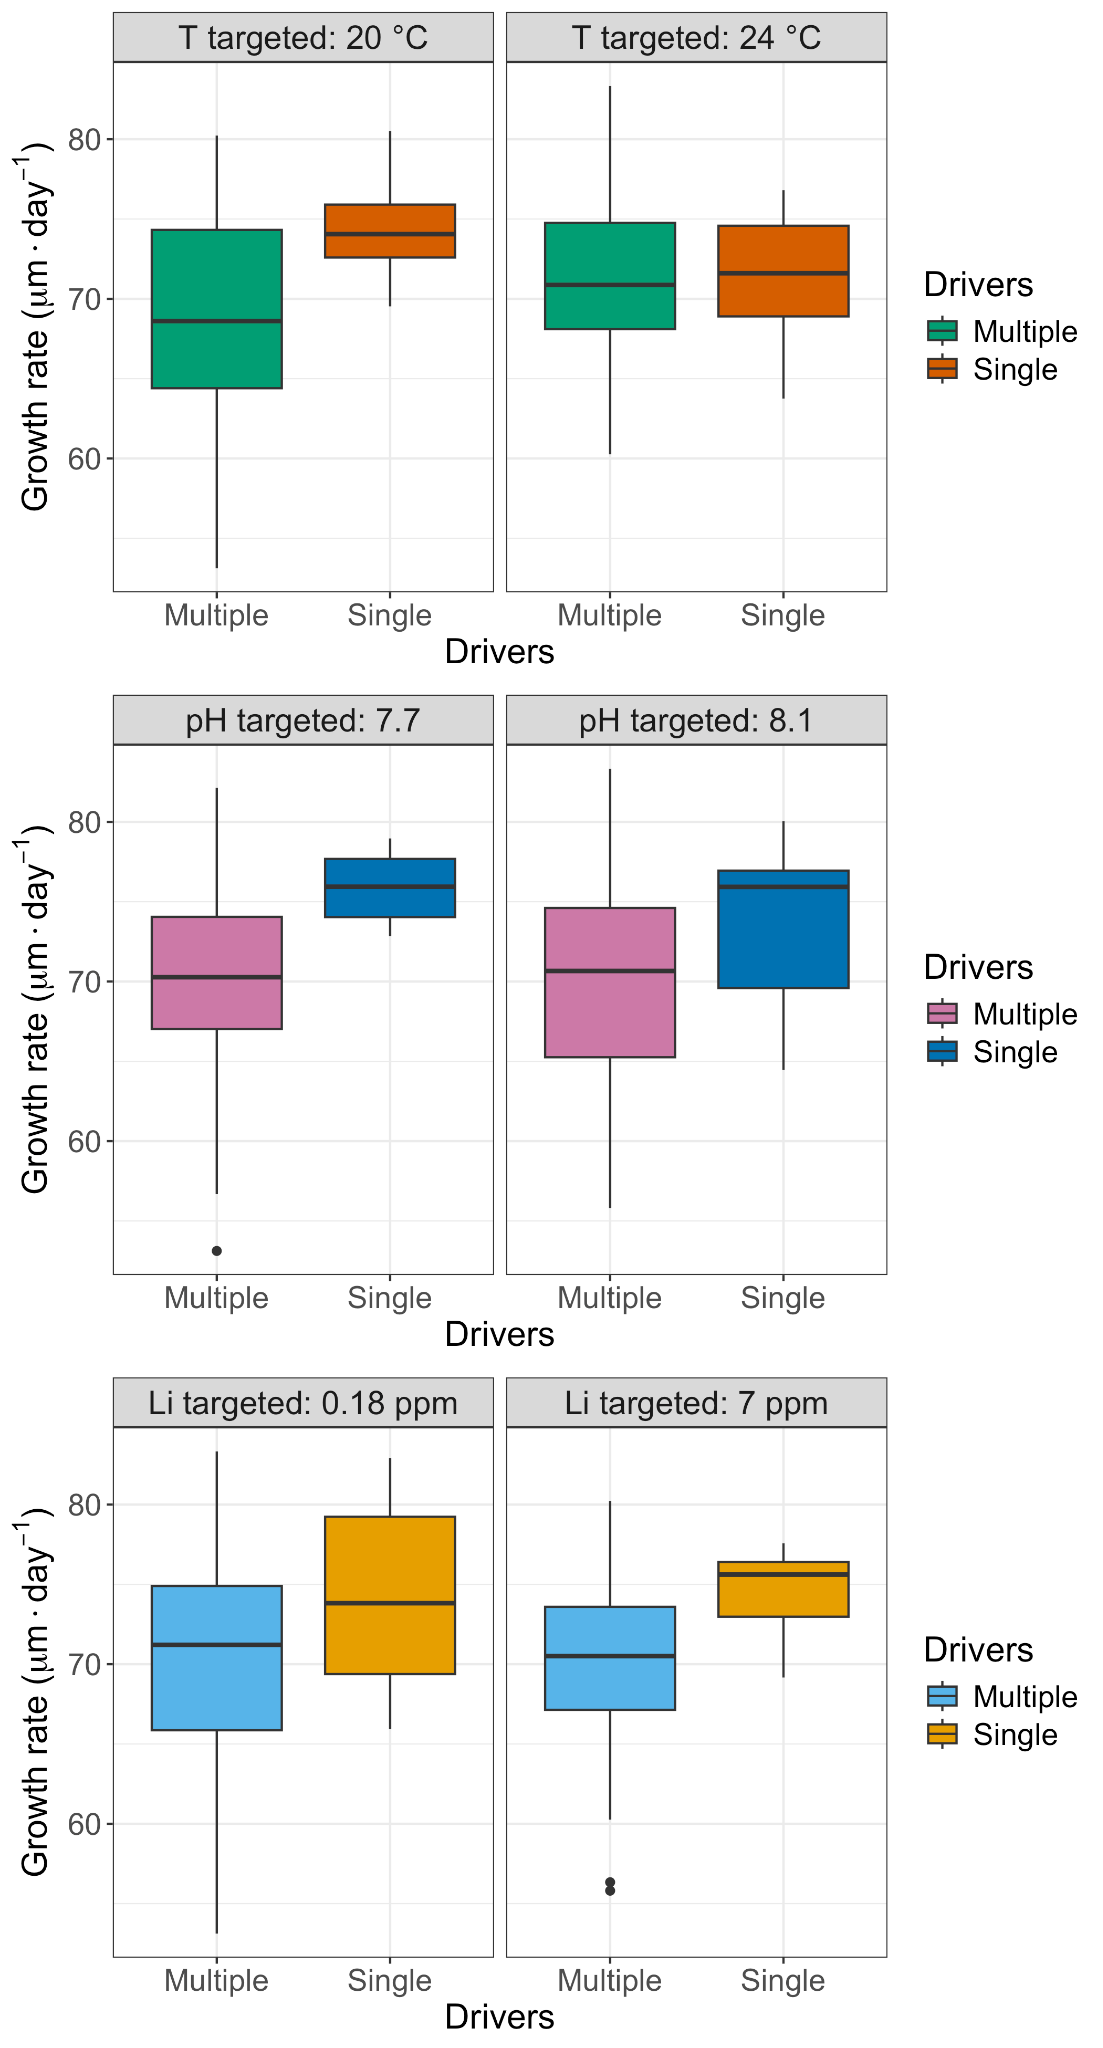 T targeted: 20 °C
T targeted: 24 °C
Growth rate (μm · day⁻¹)
80
70
60
Multiple
Single
Multiple
Single
Drivers
Drivers
Multiple
Single
pH targeted: 7.7
pH targeted: 8.1
Growth rate (μm · day⁻¹)
80
70
60
Multiple
Single
Multiple
Single
Drivers
Drivers
Multiple
Single
Li targeted: 0.18 ppm
Li targeted: 7 ppm
Growth rate (μm · day⁻¹)
80
70
60
Multiple
Single
Multiple
Single
Drivers
Drivers
Multiple
Single